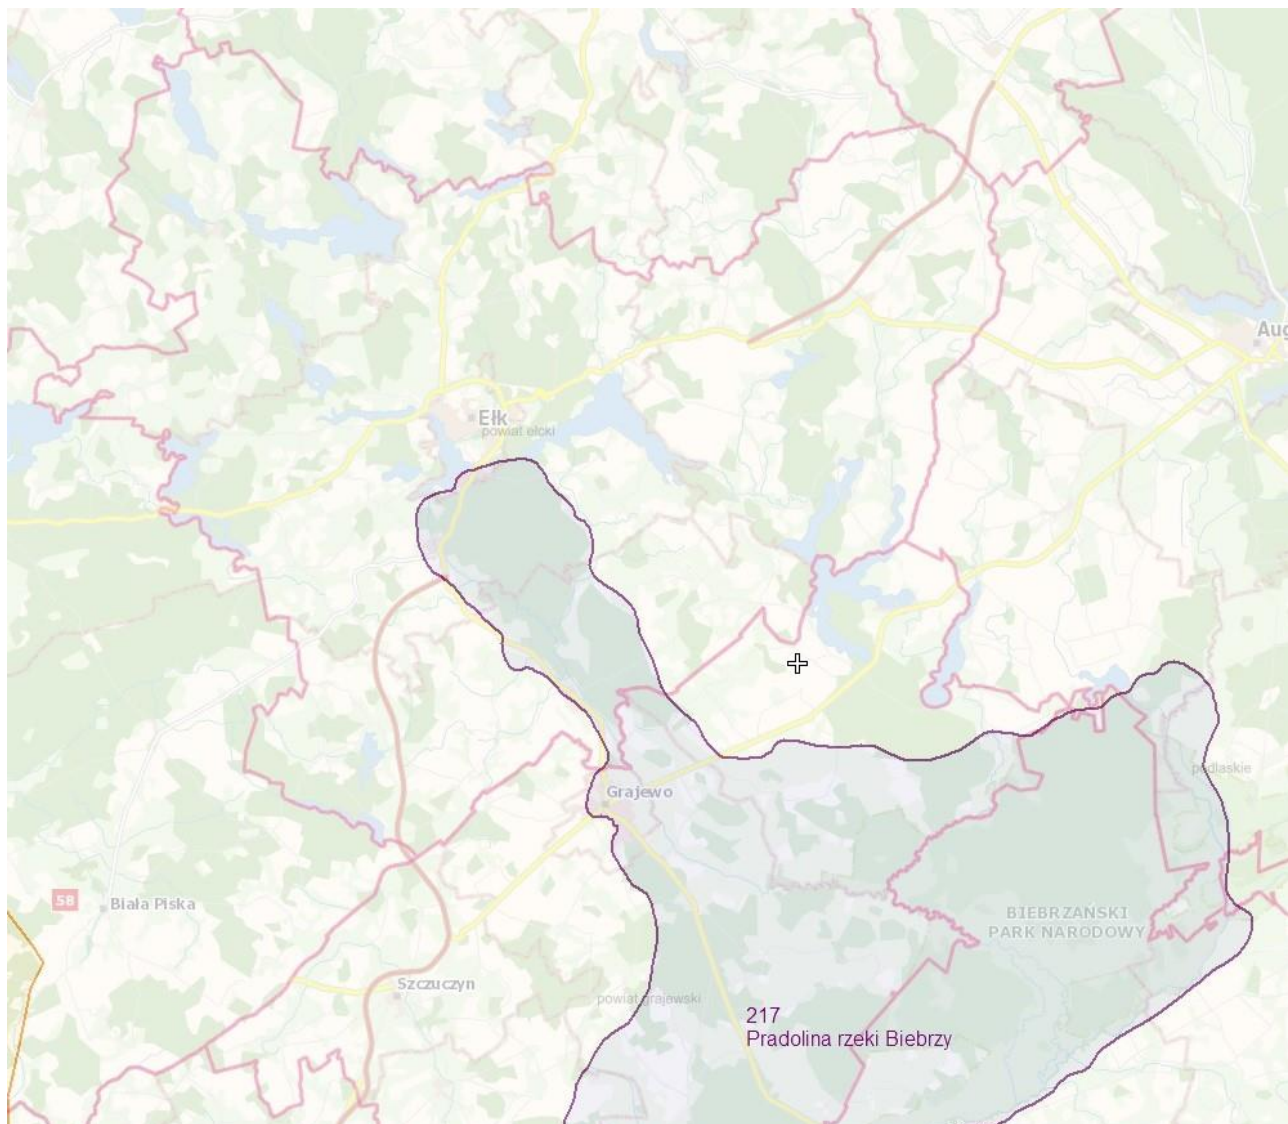 Aug
Ełk
powiat ełcki
podlaskie
Grajewo
58
Biała Piska
BIEBRZAŃSKI
PARK NARODOWY
Szczuczyn
powiat grajewski
217
Pradolina rzeki Biebrzy